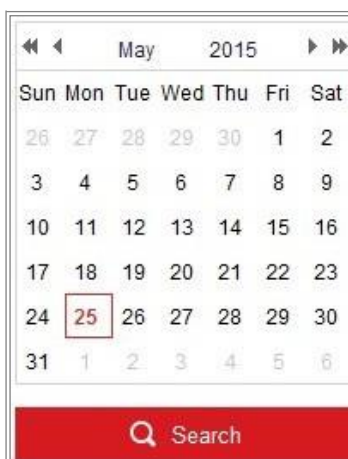 May 2015
Sun Mon Tue Wed Thu Fri Sat
26 27 28 29 30 1 2
3 4 5 6 7 8 9
10 11 12 13 14 15 16
17 18 19 20 21 22 23
24 25 26 27 28 29 30
31 1 2 3 4 5 6
Search